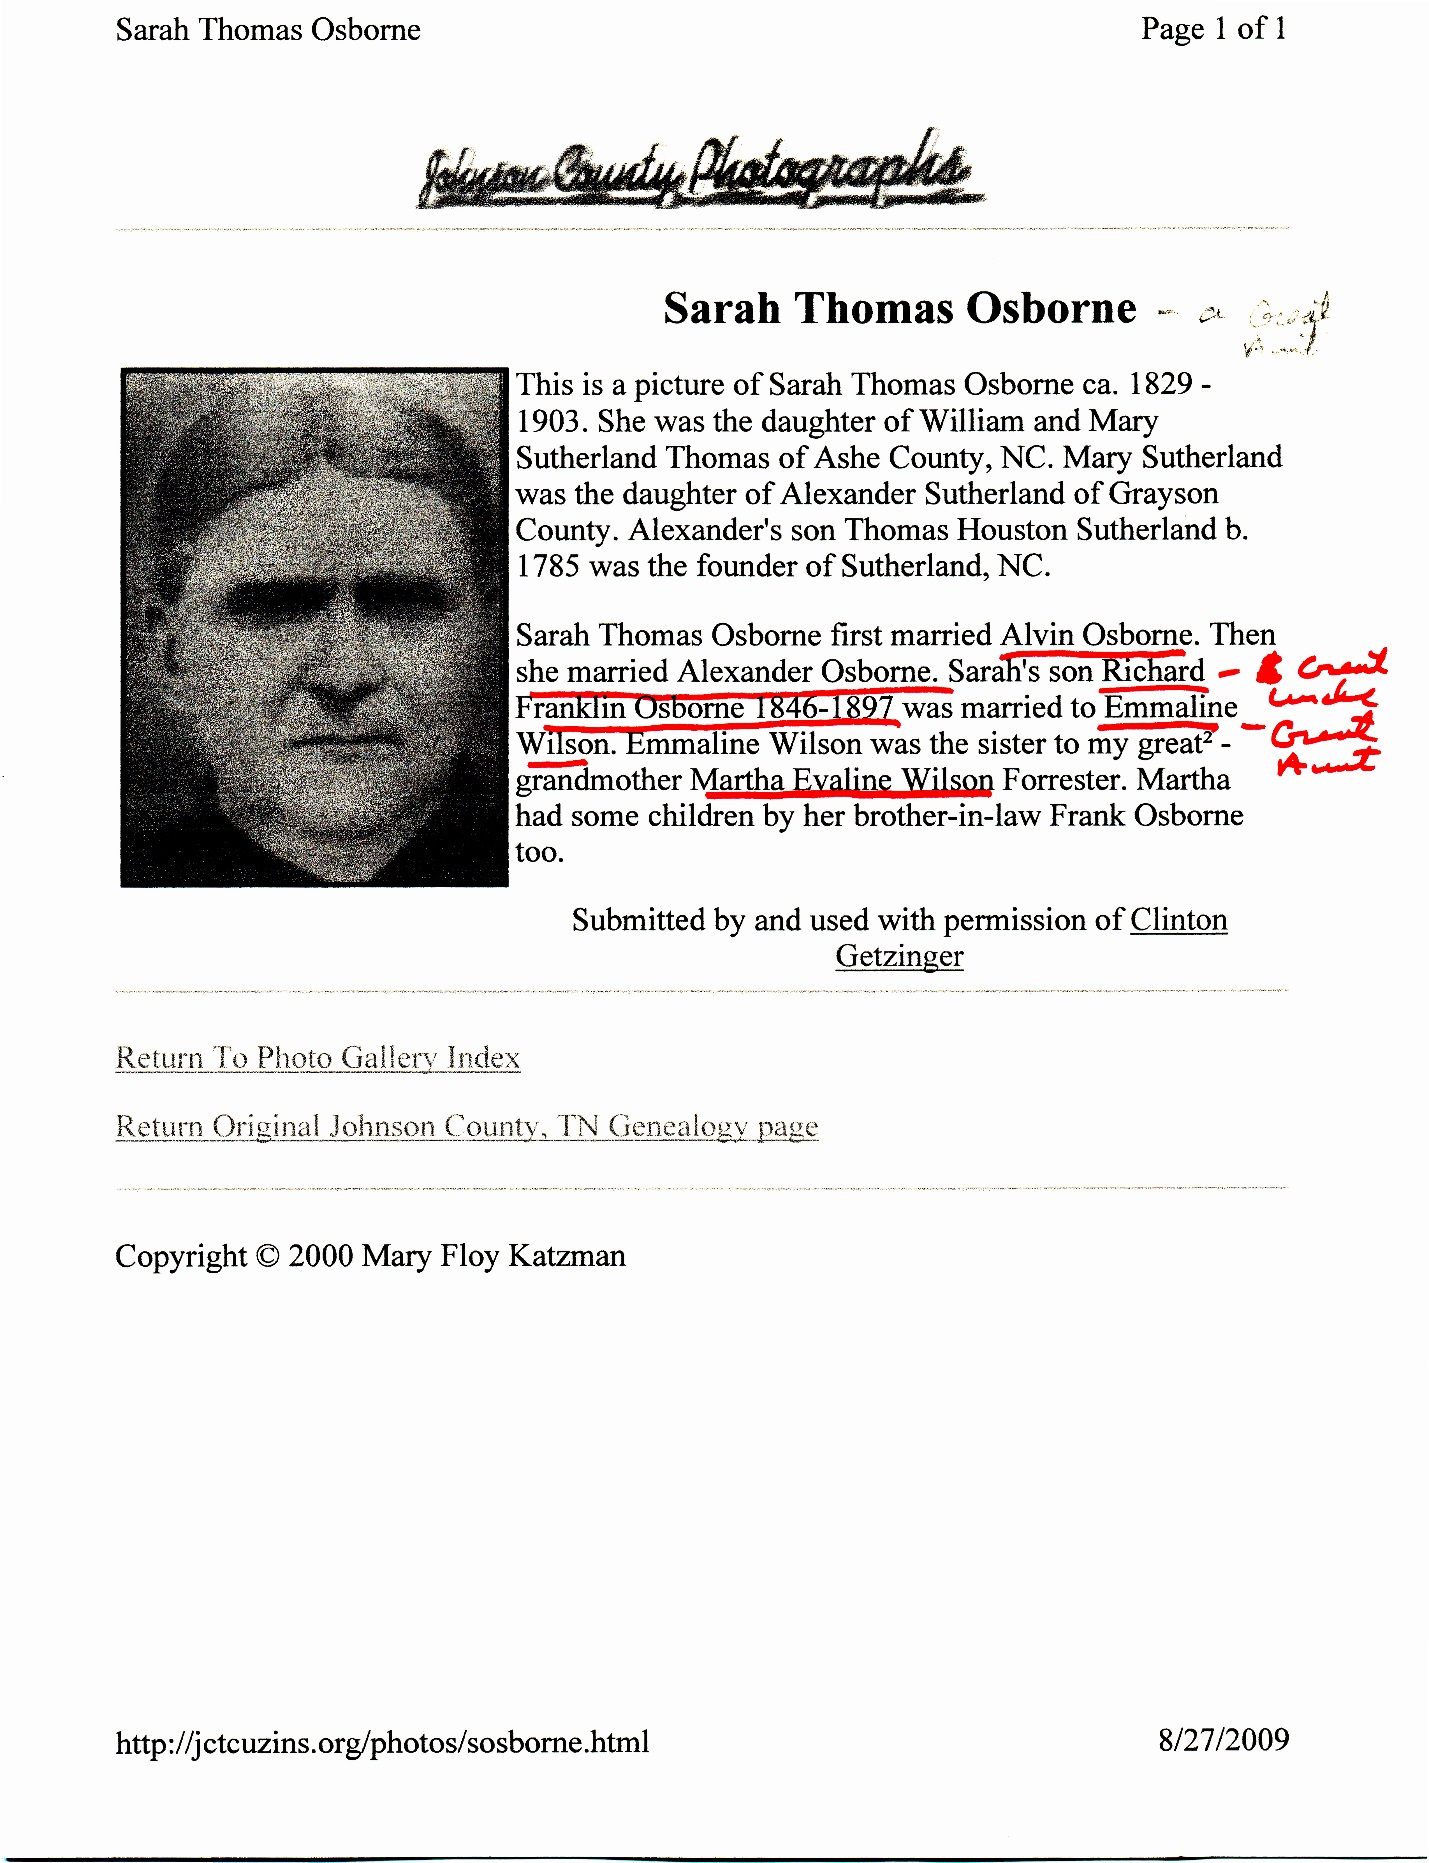 Sarah Thomas Osborne
Page 1 of 1
Johnson County Photographs
Sarah Thomas Osborne - a Great
Aunt
This is a picture of Sarah Thomas Osborne ca. 1829 -
1903. She was the daughter of William and Mary
Sutherland Thomas of Ashe County, NC. Mary Sutherland
was the daughter of Alexander Sutherland of Grayson
County. Alexander's son Thomas Houston Sutherland b.
1785 was the founder of Sutherland, NC.
Sarah Thomas Osborne first married Alvin Osborne. Then
she married Alexander Osborne. Sarah's son Richard - Great
Uncle
Franklin Osborne 1846-1897 was married to Emmaline - Great
Aunt
Wilson. Emmaline Wilson was the sister to my great² -
grandmother Martha Evaline Wilson Forrester. Martha
had some children by her brother-in-law Frank Osborne
too.
Submitted by and used with permission of Clinton
Getzinger
Return To Photo Gallery Index
Return Original Johnson County, TN Genealogy page
Copyright © 2000 Mary Floy Katzman
http://jctcuzins.org/photos/sosborne.html
8/27/2009